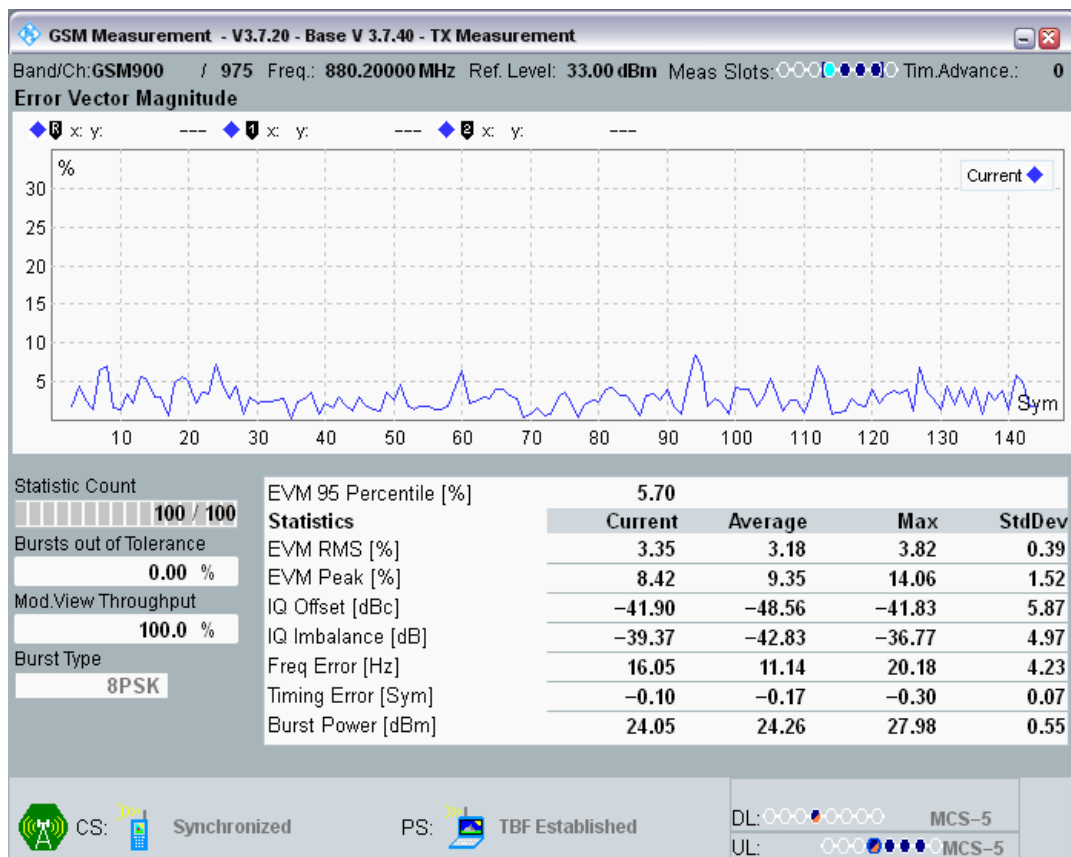 GSM Measurement - V3.7.20 - Base V 3.7.40 - TX Measurement
Band/Ch:GSM900 / 975 Freq.: 880.20000 MHz Ref. Level: 33.00 dBm Meas Slots: Tim.Advance.: 0
Error Vector Magnitude
R x: y: --- 1 x: y: --- 2 x: y: ---
%
Current
30
25
20
15
10
5
Sym
10 20 30 40 50 60 70 80 90 100 110 120 130 140
Statistic Count
100 / 100
Bursts out of Tolerance
0.00 %
Mod.View Throughput
100.0 %
Burst Type
8PSK
EVM 95 Percentile [%] 5.70
Statistics Current Average Max StdDev
EVM RMS [%] 3.35 3.18 3.82 0.39
EVM Peak [%] 8.42 9.35 14.06 1.52
IQ Offset [dBc] −41.90 −48.56 −41.83 5.87
IQ Imbalance [dB] −39.37 −42.83 −36.77 4.97
Freq Error [Hz] 16.05 11.14 20.18 4.23
Timing Error [Sym] −0.10 −0.17 −0.30 0.07
Burst Power [dBm] 24.05 24.26 27.98 0.55
CS: Synchronized PS: TBF Established
DL: MCS−5
UL: MCS−5